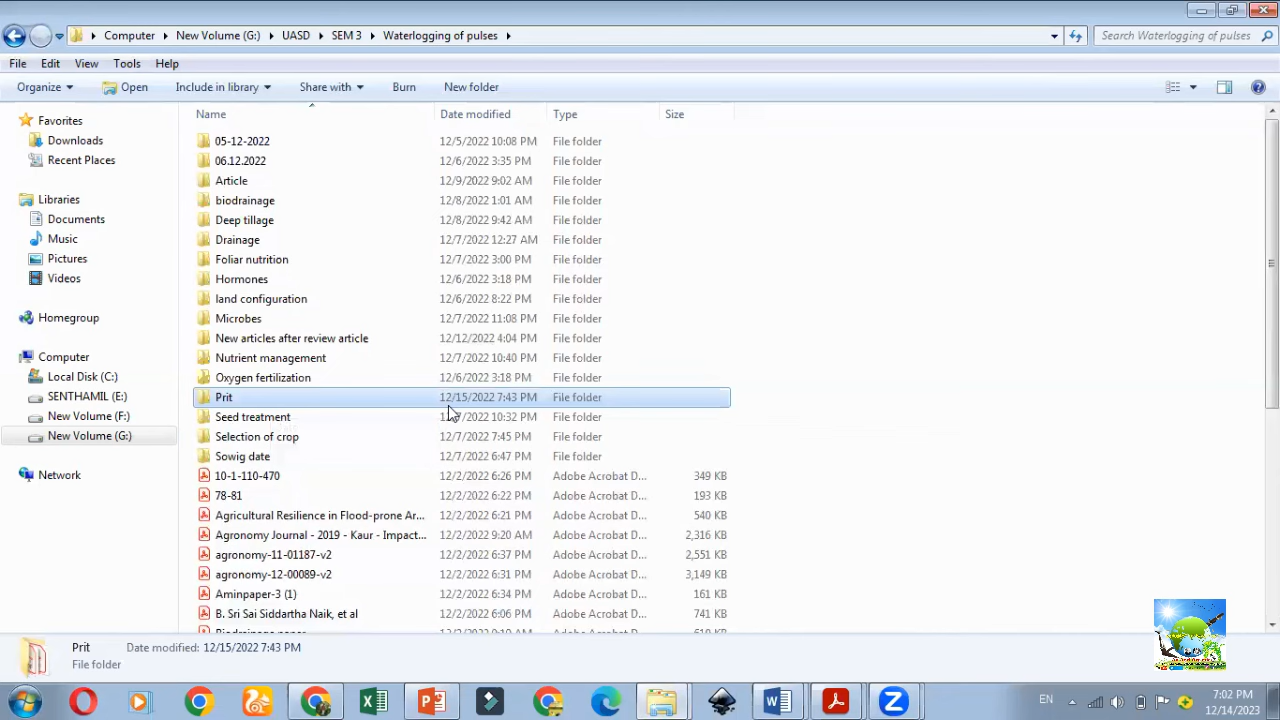 Computer New Volume (G:) UASD SEM 3 Waterlogging of pulses Search Waterlogging of pulses
File Edit View Tools Help
Organize Open Include in library Share with Burn New folder
Name Date modified Type Size
Favorites
Downloads
Recent Places
Libraries
Documents
Music
Pictures
Videos
Homegroup
Computer
Local Disk (C:)
SENTHAMIL (E:)
New Volume (F:)
New Volume (G:)
Network
05-12-2022 12/5/2022 10:08 PM File folder
06.12.2022 12/6/2022 3:35 PM File folder
Article 12/9/2022 9:02 AM File folder
biodrainage 12/8/2022 1:01 AM File folder
Deep tillage 12/8/2022 9:42 AM File folder
Drainage 12/7/2022 12:27 AM File folder
Foliar nutrition 12/7/2022 3:00 PM File folder
Hormones 12/6/2022 3:18 PM File folder
land configuration 12/6/2022 8:22 PM File folder
Microbes 12/7/2022 11:08 PM File folder
New articles after review article 12/12/2022 4:04 PM File folder
Nutrient management 12/7/2022 10:40 PM File folder
Oxygen fertilization 12/6/2022 3:18 PM File folder
Prit 12/15/2022 7:43 PM File folder
Seed treatment 10:32 PM File folder
Selection of crop 12/7/2022 7:45 PM File folder
Sowig date 12/7/2022 6:47 PM File folder
10-1-110-470 12/2/2022 6:26 PM Adobe Acrobat D... 349 KB
78-81 12/2/2022 6:22 PM Adobe Acrobat D... 193 KB
Agricultural Resilience in Flood-prone Ar... 12/2/2022 6:21 PM Adobe Acrobat D... 540 KB
Agronomy Journal - 2019 - Kaur - Impact... 12/2/2022 9:20 AM Adobe Acrobat D... 2,316 KB
agronomy-11-01187-v2 12/2/2022 6:37 PM Adobe Acrobat D... 2,551 KB
agronomy-12-00089-v2 12/2/2022 6:31 PM Adobe Acrobat D... 3,149 KB
Aminpaper-3 (1) 12/2/2022 6:34 PM Adobe Acrobat D... 161 KB
B. Sri Sai Siddartha Naik, et al 12/2/2022 6:06 PM Adobe Acrobat D... 741 KB
Prit Date modified: 12/15/2022 7:43 PM
File folder
EN
7:02 PM
12/14/2023